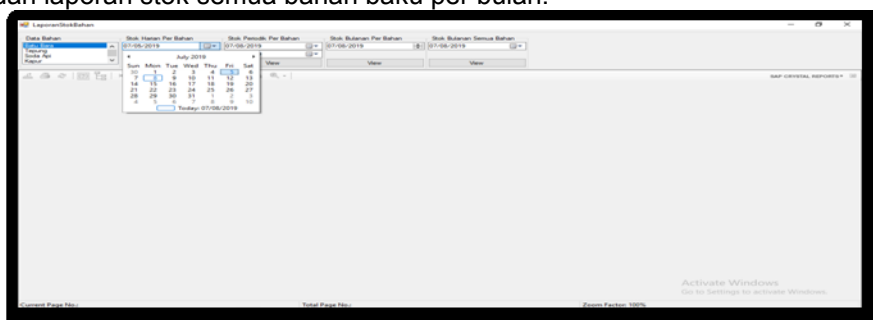 dan laporan stok semua bahan baku per bulan.
LaporanStokBahan
Data Bahan
Stok Harian Per Bahan
Stok Periodik Per Bahan
Stok Bulanan Per Bahan
Stok Bulanan Semua Bahan
Batu Bara
Tepung
Soda Api
Kapur
07-05-2019
07-08-2019
07-08-2019
07-08-2019
View
View
View
July 2019
Sun Mon Tue Wed Thu Fri Sat
30 1 2 3 4 5 6
7 8 9 10 11 12 13
14 15 16 17 18 19 20
21 22 23 24 25 26 27
28 29 30 31 1 2 3
4 5 6 7 8 9 10
Today: 07/08/2019
SAP CRYSTAL REPORTS
Activate Windows
Go to Settings to activate Windows.
Current Page No.:
Total Page No.:
Zoom Factor: 100%